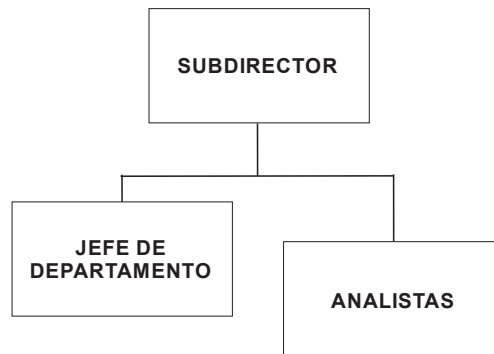 SUBDIRECTOR
JEFE DE
DEPARTAMENTO
ANALISTAS